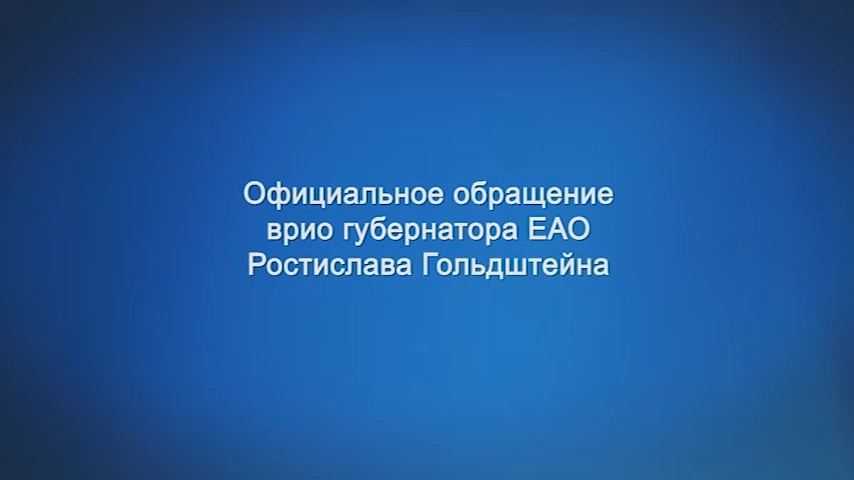 Официальное обращение
врио губернатора ЕАО
Ростислава Гольдштейна